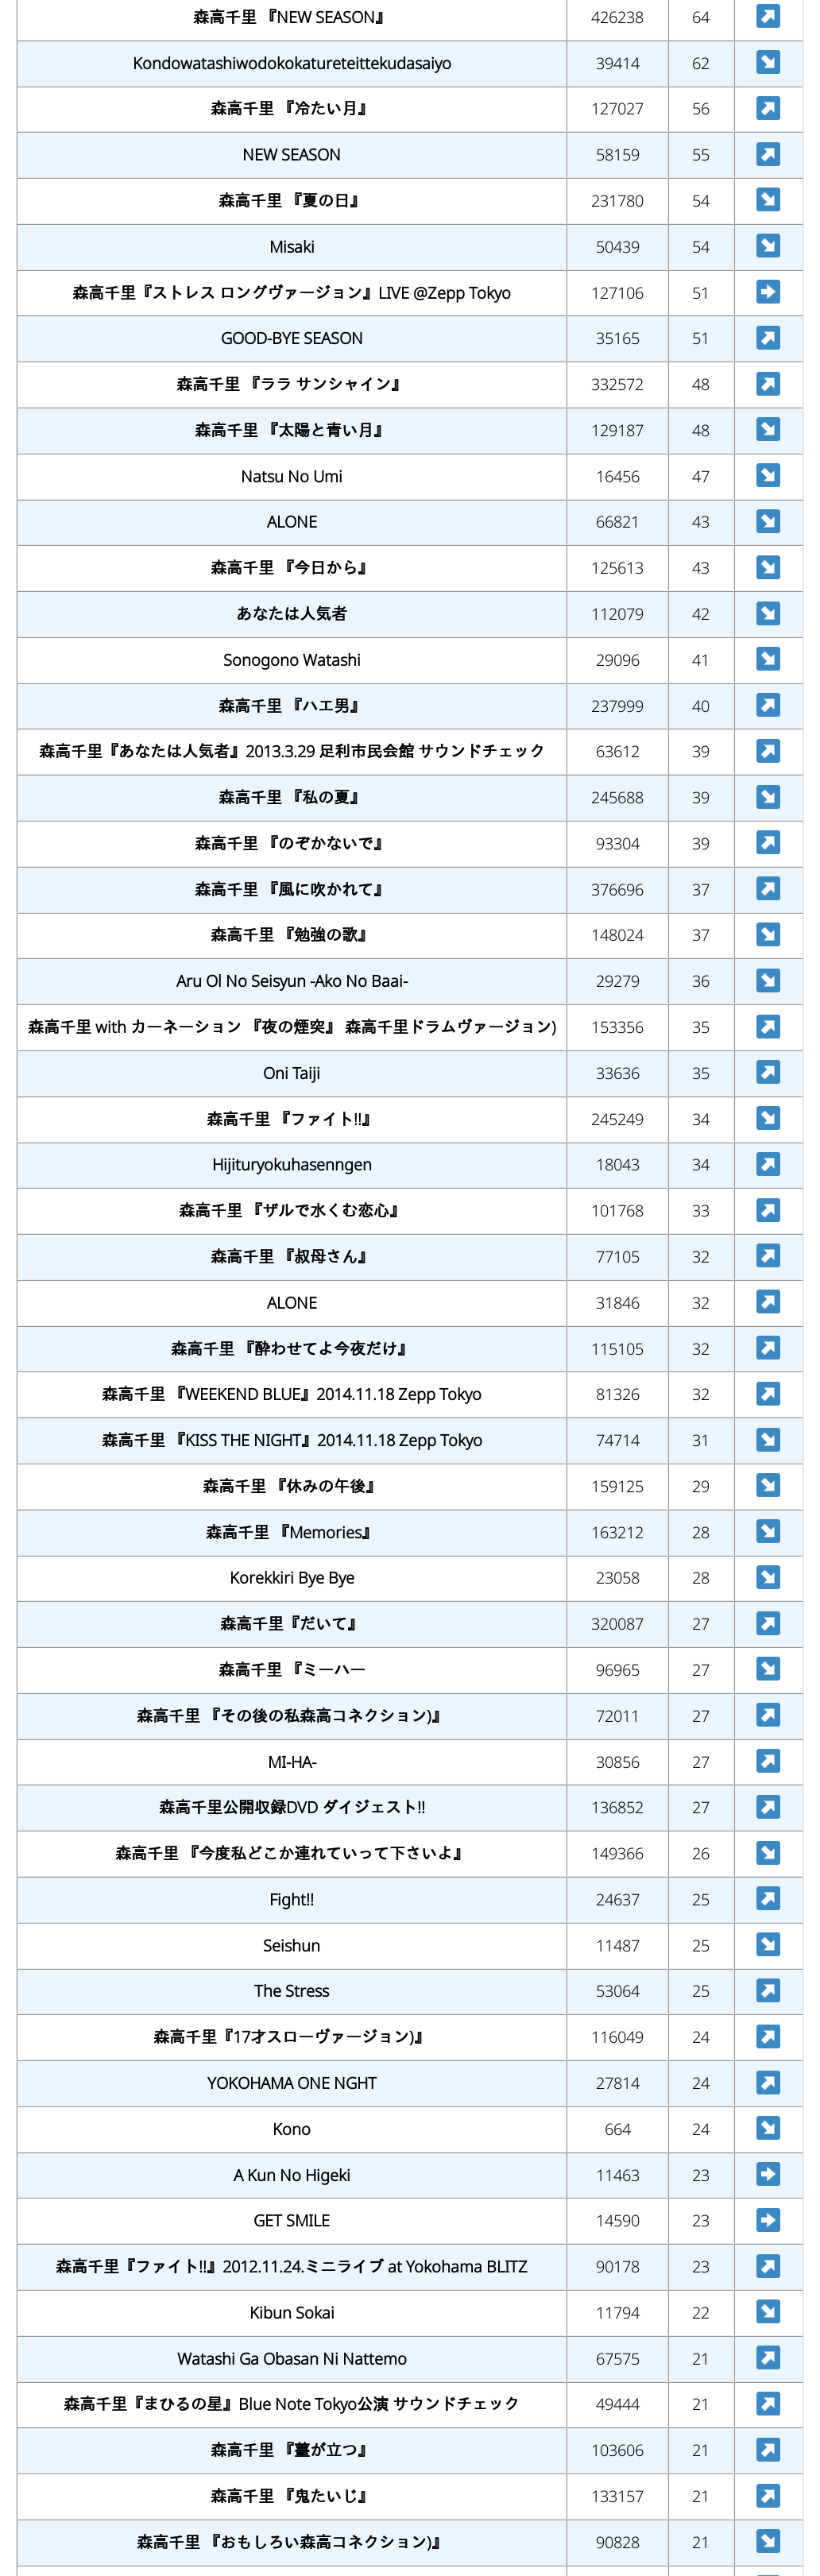 森高千里 『NEW SEASON』 426238 64
Kondowatashiwodokokatureteittekudasaiyo 39414 62
森高千里 『冷たい月』 127027 56
NEW SEASON 58159 55
森高千里 『夏の日』 231780 54
Misaki 50439 54
森高千里『ストレス ロングヴァージョン』LIVE @Zepp Tokyo 127106 51
GOOD-BYE SEASON 35165 51
森高千里 『ララ サンシャイン』 332572 48
森高千里 『太陽と青い月』 129187 48
Natsu No Umi 16456 47
ALONE 66821 43
森高千里 『今日から』 125613 43
あなたは人気者 112079 42
Sonogono Watashi 29096 41
森高千里 『ハエ男』 237999 40
森高千里『あなたは人気者』2013.3.29 足利市民会館 サウンドチェック 63612 39
森高千里 『私の夏』 245688 39
森高千里 『のぞかないで』 93304 39
森高千里 『風に吹かれて』 376696 37
森高千里 『勉強の歌』 148024 37
Aru Ol No Seisyun -Ako No Baai- 29279 36
森高千里 with カーネーション 『夜の煙突』 森高千里ドラムヴァージョン) 153356 35
Oni Taiji 33636 35
森高千里 『ファイト!!』 245249 34
Hijituryokuhasenngen 18043 34
森高千里 『ザルで水くむ恋心』 101768 33
森高千里 『叔母さん』 77105 32
ALONE 31846 32
森高千里 『酔わせてよ今夜だけ』 115105 32
森高千里 『WEEKEND BLUE』2014.11.18 Zepp Tokyo 81326 32
森高千里 『KISS THE NIGHT』2014.11.18 Zepp Tokyo 74714 31
森高千里 『休みの午後』 159125 29
森高千里 『Memories』 163212 28
Korekkiri Bye Bye 23058 28
森高千里『だいて』 320087 27
森高千里 『ミーハー 96965 27
森高千里 『その後の私森高コネクション)』 72011 27
MI-HA- 30856 27
森高千里公開収録DVD ダイジェスト!! 136852 27
森高千里 『今度私どこか連れていって下さいよ』 149366 26
Fight!! 24637 25
Seishun 11487 25
The Stress 53064 25
森高千里『17才スローヴァージョン)』 116049 24
YOKOHAMA ONE NGHT 27814 24
Kono 664 24
A Kun No Higeki 11463 23
GET SMILE 14590 23
森高千里『ファイト!!』2012.11.24.ミニライブ at Yokohama BLITZ 90178 23
Kibun Sokai 11794 22
Watashi Ga Obasan Ni Nattemo 67575 21
森高千里『まひるの星』Blue Note Tokyo公演 サウンドチェック 49444 21
森高千里 『薹が立つ』 103606 21
森高千里 『鬼たいじ』 133157 21
森高千里 『おもしろい森高コネクション)』 90828 21